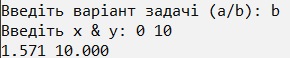 Введіть варіант задачі (a/b): b
Введіть x & y: 0 10
1.571 10.000